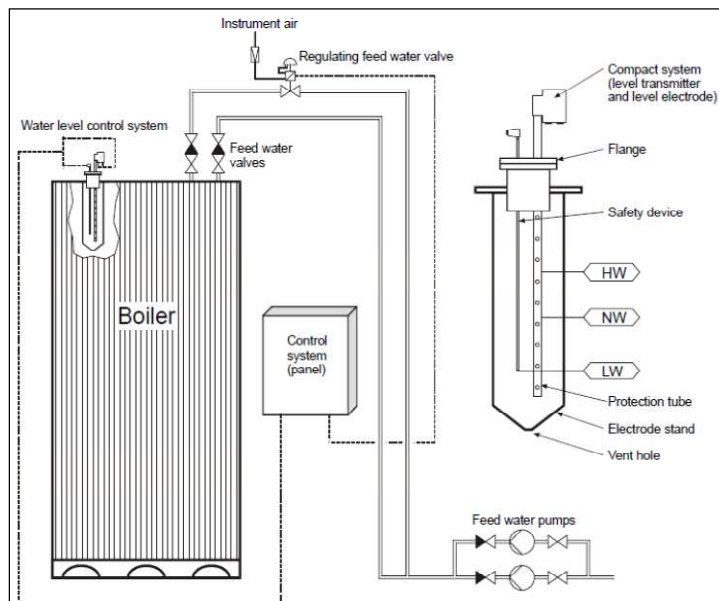 Instrument air
Regulating feed water valve
Water level control system
Feed water
valves
Boiler
Control
system
(panel)
Compact system
(level transmitter
and level electrode)
Flange
Safety device
HW
NW
LW
Protection tube
Electrode stand
Vent hole
Feed water pumps